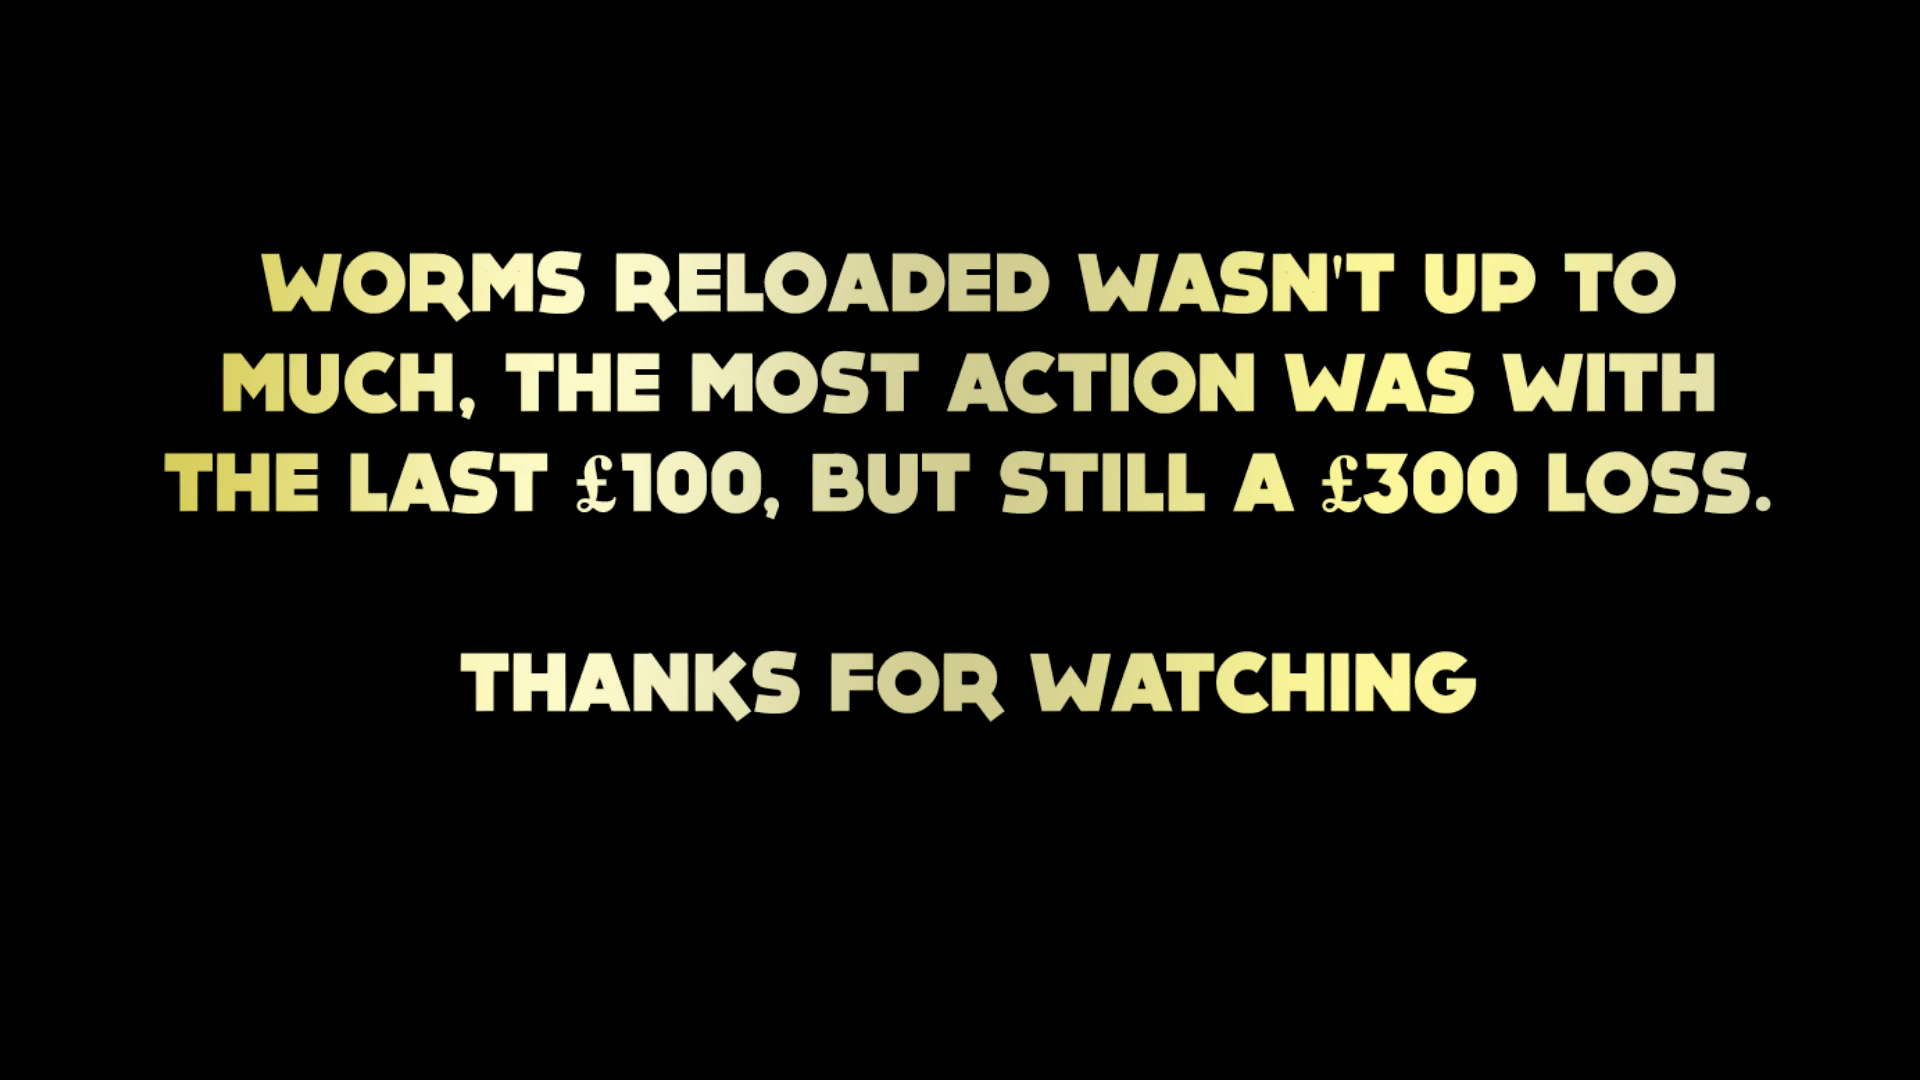 WORMS RELOADED WASN'T UP TO
MUCH, THE MOST ACTION WAS WITH
THE LAST £100, BUT STILL A £300 LOSS.
THANKS FOR WATCHING